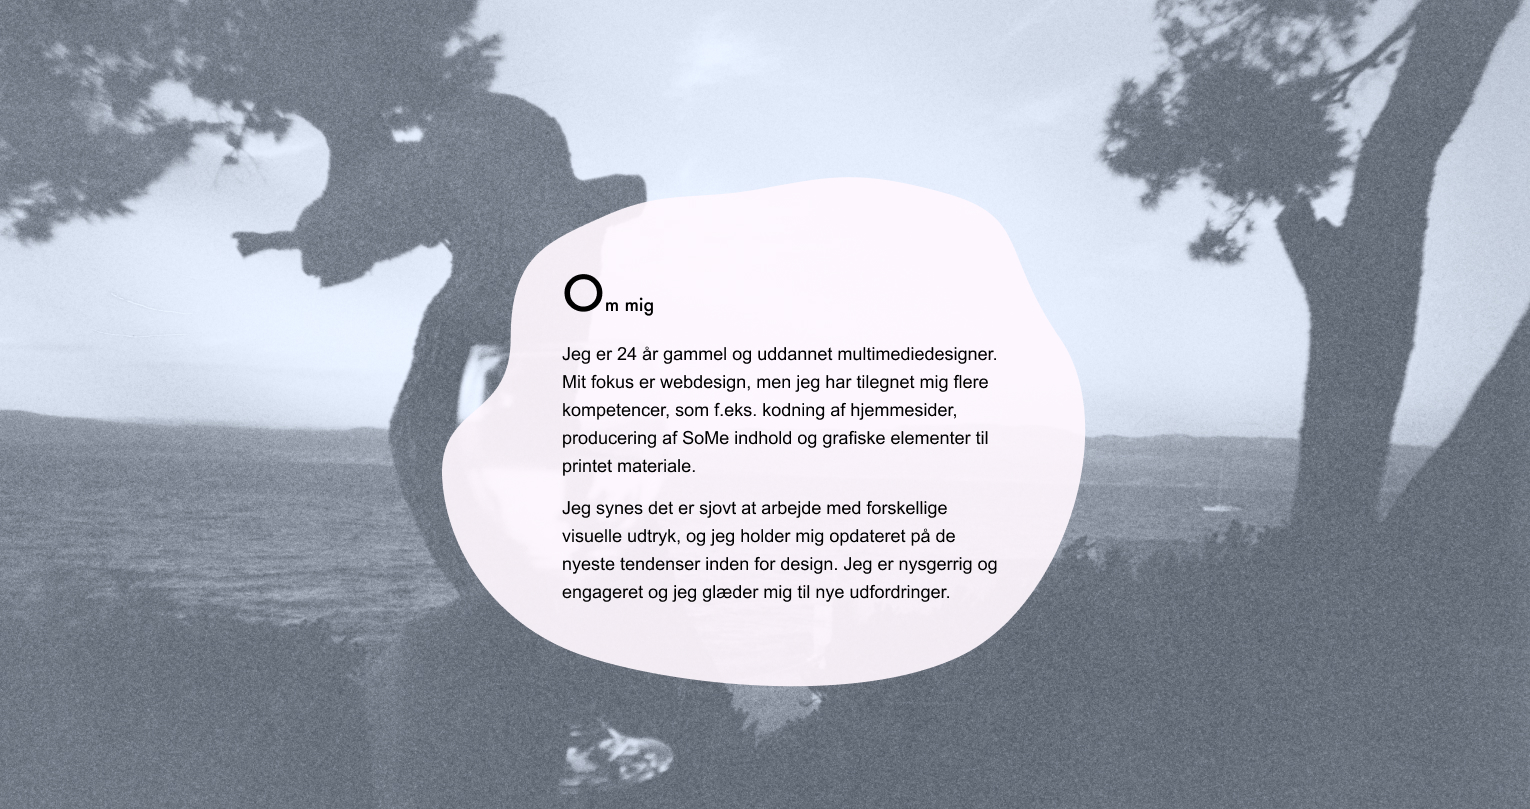 Om mig
Jeg er 24 år gammel og uddannet multimediedesigner.
Mit fokus er webdesign, men jeg har tilegnet mig flere
kompetencer, som f.eks. kodning af hjemmesider,
producering af SoMe indhold og grafiske elementer til
printet materiale.
Jeg synes det er sjovt at arbejde med forskellige
visuelle udtryk, og jeg holder mig opdateret på de
nyeste tendenser inden for design. Jeg er nysgerrig og
engageret og jeg glæder mig til nye udfordringer.